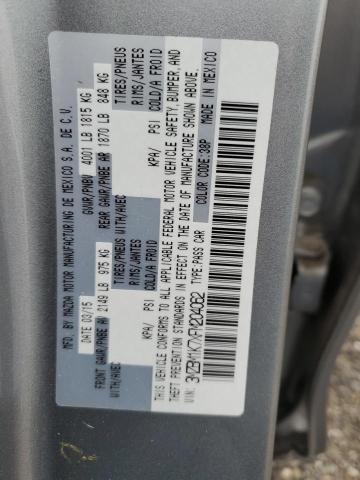 MFD. BY MAZDA MOTOR MANUFACTURING DE MEXICO S.A. DE C.V.
DATE 03/15 GVWR/PNBV 4001 LB 1815 KG
FRONT GAWR/PNBE AV 2149 LB 975 KG REAR GAWR/PNBE AR 1870 LB 848 KG
WITH/AVEC TIRES/PNEUS WITH/AVEC TIRES/PNEUS
RIMS/JANTES RIMS/JANTES
KPA/ PSI COLD/A FROID KPA/ PSI COLD/A FROID
THIS VEHICLE CONFORMS TO ALL APPLICABLE FEDERAL MOTOR VEHICLE SAFETY, BUMPER, AND
THEFT PREVENTION STANDARDS IN EFFECT ON THE DATE OF MANUFACTURE SHOWN ABOVE.
VIN: 3MZBM1K7XFM204062 TYPE:PASS CAR MADE IN MEXICO
COLOR CODE:38P